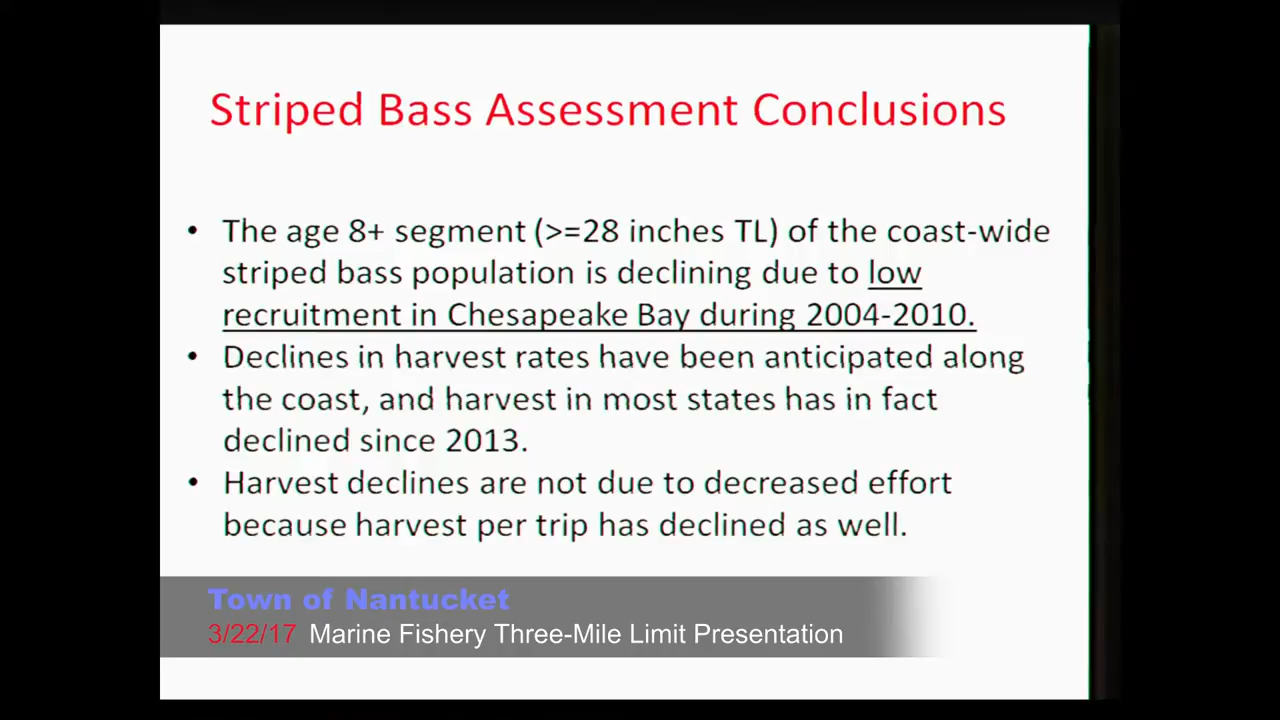 Striped Bass Assessment Conclusions
• The age 8+ segment (>=28 inches TL) of the coast-wide
striped bass population is declining due to low
recruitment in Chesapeake Bay during 2004-2010.
• Declines in harvest rates have been anticipated along
the coast, and harvest in most states has in fact
declined since 2013.
• Harvest declines are not due to decreased effort
because harvest per trip has declined as well.
Town of Nantucket
3/22/17 Marine Fishery Three-Mile Limit Presentation